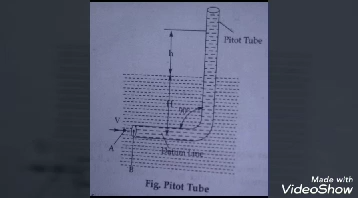 Pitot Tube
h
H
90°
V
A
Datum Line
B
Fig. Pitot Tube
Made with
VideoShow